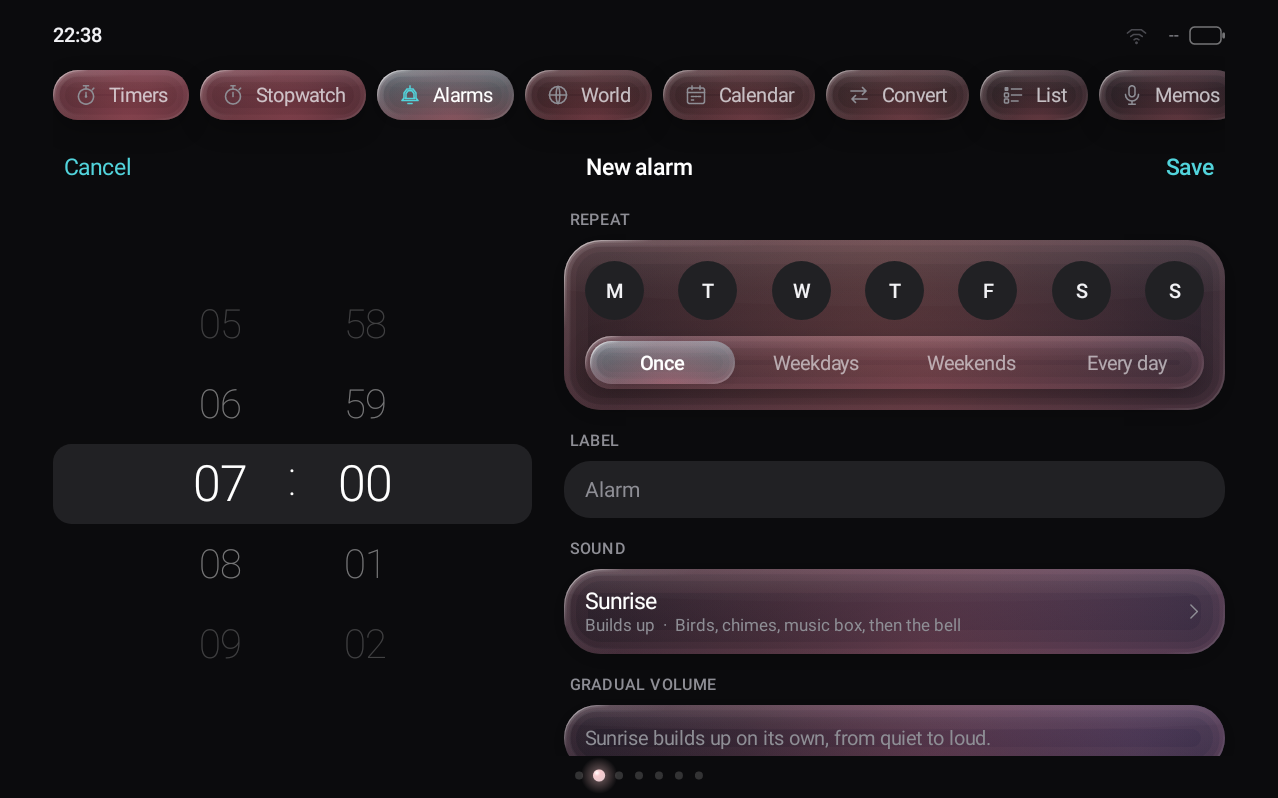 22:38
--
Timers
Stopwatch
Alarms
World
Calendar
Convert
List
Memos
Cancel
New alarm
Save
REPEAT
M T W T F S S
Once Weekdays Weekends Every day
LABEL
Alarm
SOUND
Sunrise
Builds up · Birds, chimes, music box, then the bell
GRADUAL VOLUME
Sunrise builds up on its own, from quiet to loud.
05 58
06 59
07 : 00
08 01
09 02